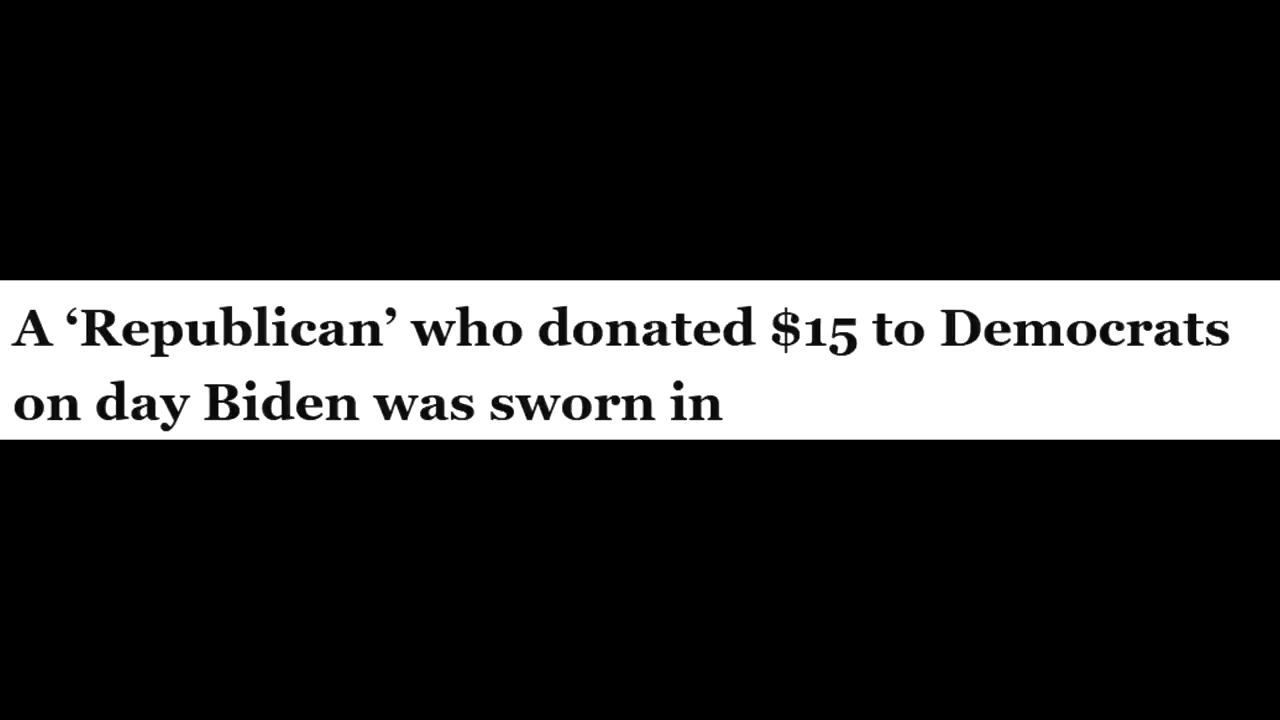 A ‘Republican’ who donated $15 to Democrats
on day Biden was sworn in